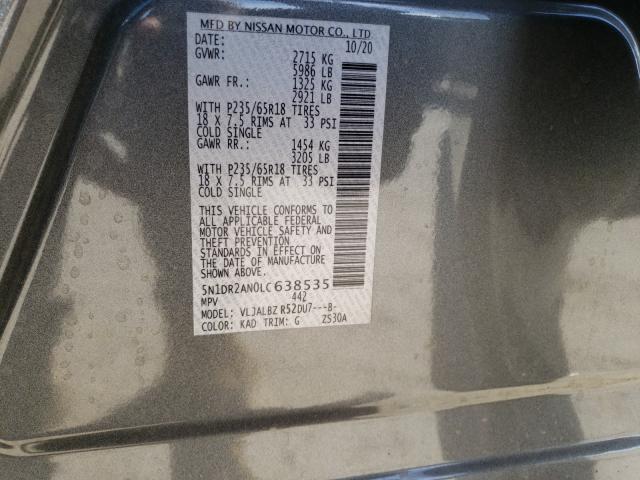 MFD BY NISSAN MOTOR CO., LTD
DATE: 10/20
GVWR: 2715 KG
5986 LB
GAWR FR.: 1325 KG
2921 LB
WITH P235/65R18 TIRES
18 X 7.5 RIMS AT 33 PSI
COLD SINGLE
GAWR RR.: 1454 KG
3205 LB
WITH P235/65R18 TIRES
18 X 7.5 RIMS AT 33 PSI
COLD SINGLE
THIS VEHICLE CONFORMS TO
ALL APPLICABLE FEDERAL
MOTOR VEHICLE SAFETY AND
THEFT PREVENTION
STANDARDS IN EFFECT ON
THE DATE OF MANUFACTURE
SHOWN ABOVE.
5N1DR2AN0LC638535
MPV 442
MODEL: VLJALBZ R52DU7---B-
COLOR: KAD TRIM: G ZS30A